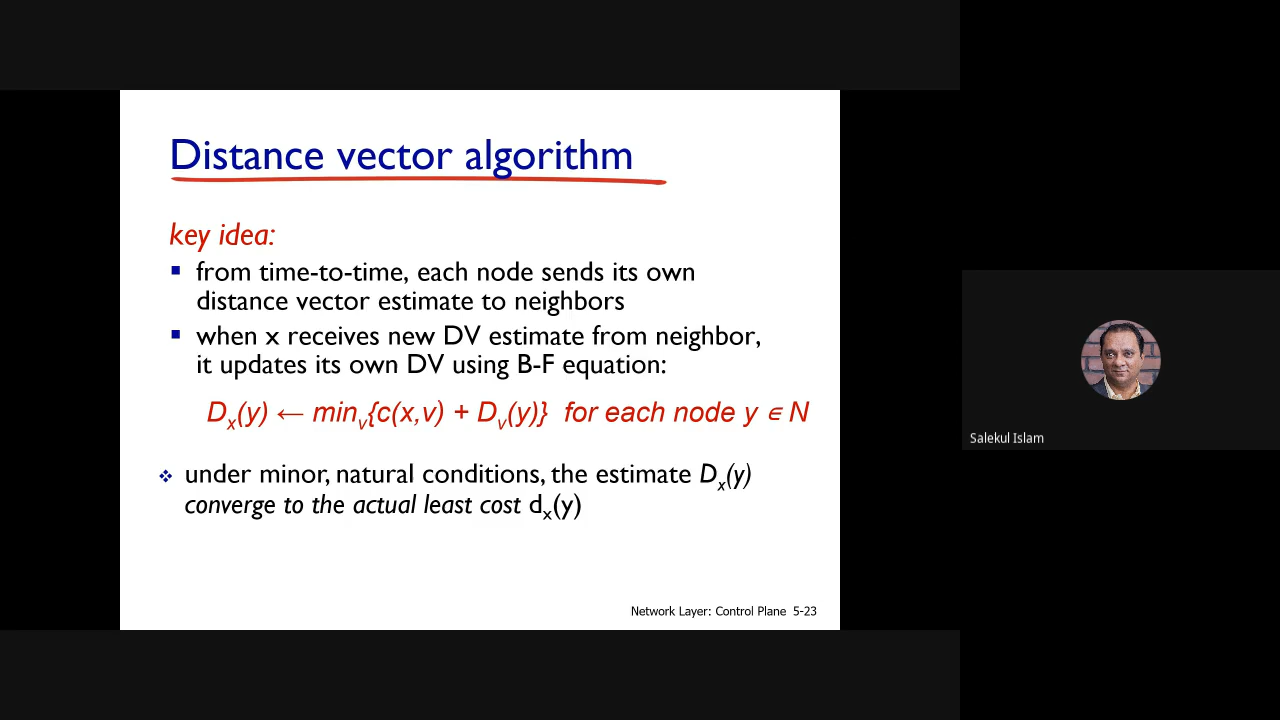 Distance vector algorithm
key idea:
▪ from time-to-time, each node sends its own
distance vector estimate to neighbors
▪ when x receives new DV estimate from neighbor,
it updates its own DV using B-F equation:
Dx(y) ← minv{c(x,v) + Dv(y)} for each node y ∊ N
❖ under minor, natural conditions, the estimate Dx(y)
converge to the actual least cost dx(y)
Network Layer: Control Plane 5-23
Salekul Islam